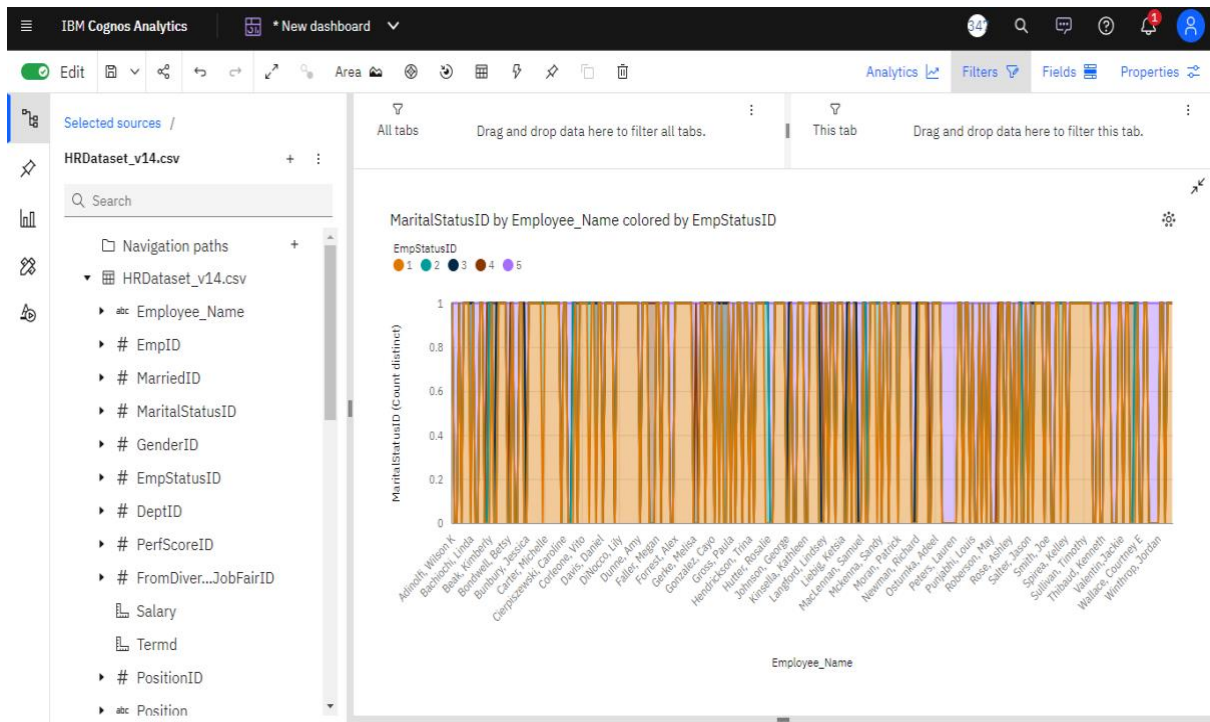 IBM Cognos Analytics
* New dashboard
34
1
Edit
Area
Analytics
Filters
Fields
Properties
Selected sources /
HRDataset_v14.csv
+
Search
Navigation paths
+
HRDataset_v14.csv
abc Employee_Name
# EmpID
# MarriedID
# MaritalStatusID
# GenderID
# EmpStatusID
# DeptID
# PerfScoreID
# FromDiver...JobFairID
Salary
Termd
# PositionID
abc Position
All tabs
Drag and drop data here to filter all tabs.
This tab
Drag and drop data here to filter this tab.
MaritalStatusID by Employee_Name colored by EmpStatusID
EmpStatusID
1 2 3 4 5
MaritalStatusID (Count distinct)
1
0.8
0.6
0.4
0.2
0
Adinolfi, Wilson K
Bachiochi, Linda
Beak, Kimberly
Bondwell, Betsy
Bunbury, Jessica
Carter, Michelle
Cierpiszewski, Caroline
Corleone, Vito
Davis, Daniel
DiNocco, Lily
Dunne, Amy
Faller, Megan
Forrest, Alex
Gerke, Melisa
Gonzalez, Cayo
Gross, Paula
Hendrickson, Trina
Hutter, Rosalie
Johnson, George
Kinsella, Kathleen
Langford, Lindsey
Liebig, Ketsia
MacLennan, Samuel
Mckenna, Sandy
Moran, Patrick
Newman, Richard
Osturnka, Adeel
Peters, Lauren
Punjabhi, Louis
Roberson, May
Rose, Ashley
Salter, Jason
Smith, Joe
Spirea, Kelley
Sullivan, Timothy
Thibaud, Kenneth
Valentin, Jackie
Wallace, Courtney E
Winthrop, Jordan
Employee_Name